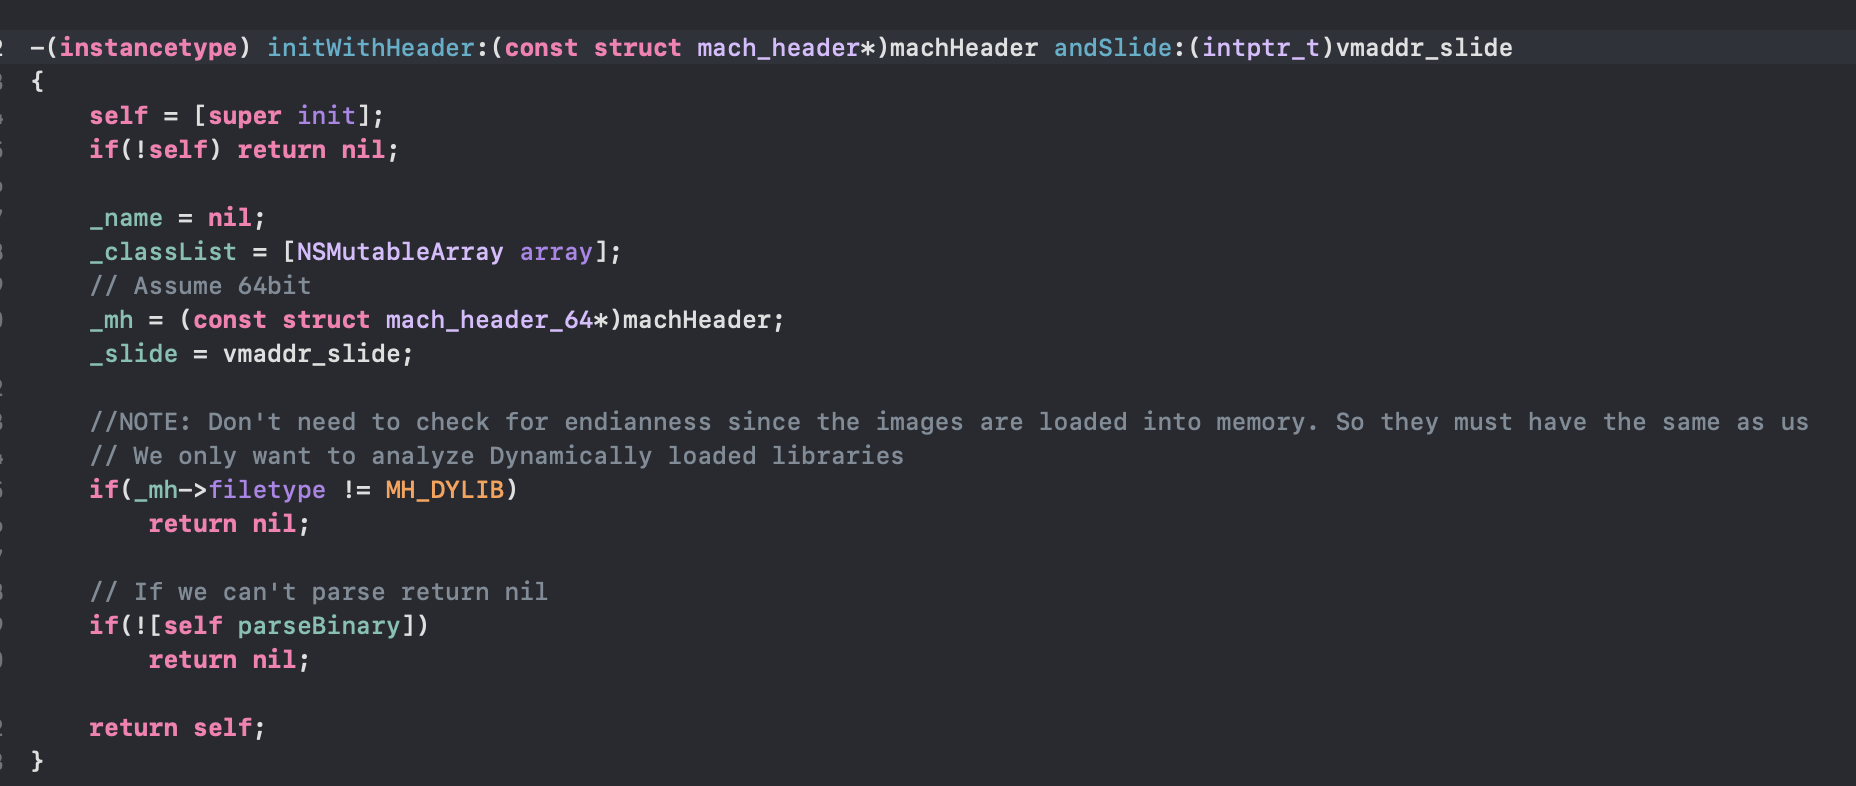 -(instancetype) initWithHeader:(const struct mach_header*)machHeader andSlide:(intptr_t)vmaddr_slide
{
self = [super init];
if(!self) return nil;
_name = nil;
_classList = [NSMutableArray array];
// Assume 64bit
_mh = (const struct mach_header_64*)machHeader;
_slide = vmaddr_slide;
//NOTE: Don't need to check for endianness since the images are loaded into memory. So they must have the same as us
// We only want to analyze Dynamically loaded libraries
if(_mh->filetype != MH_DYLIB)
return nil;
// If we can't parse return nil
if(![self parseBinary])
return nil;
return self;
}